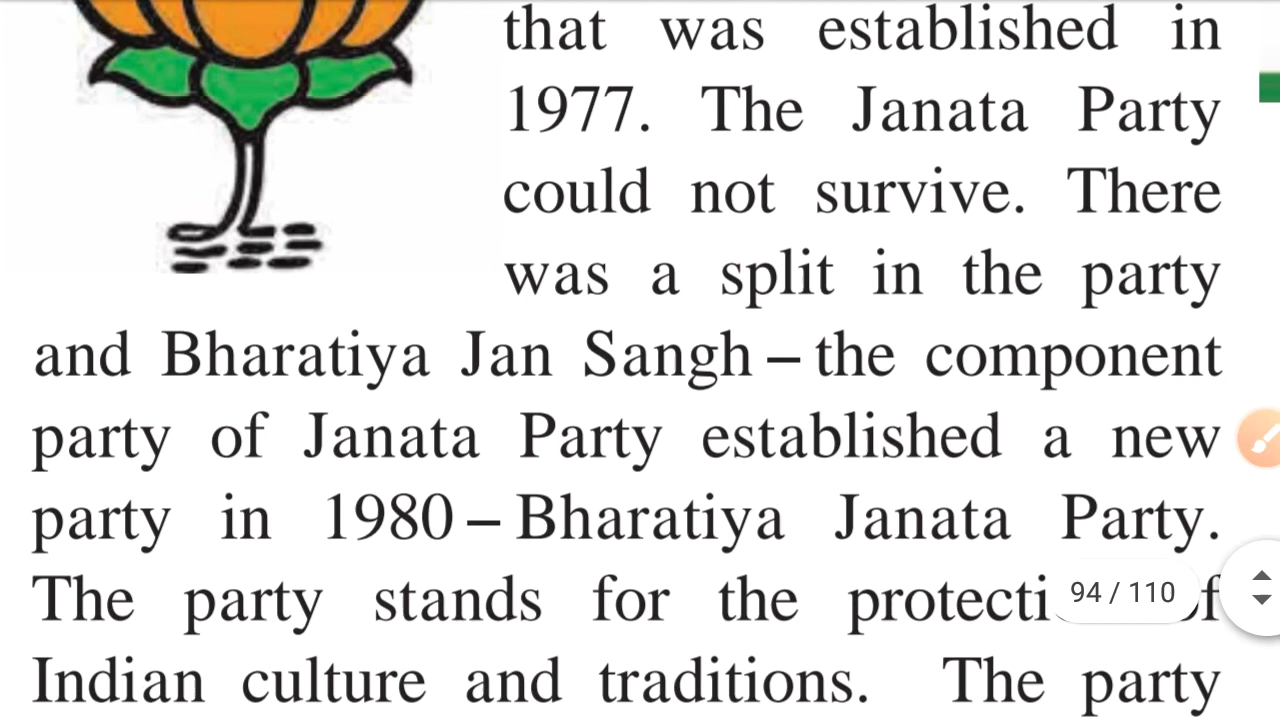 that was established in
1977. The Janata Party
could not survive. There
was a split in the party
and Bharatiya Jan Sangh – the component
party of Janata Party established a new
party in 1980 – Bharatiya Janata Party.
The party stands for the
94 / 110
Indian culture and traditions. The party